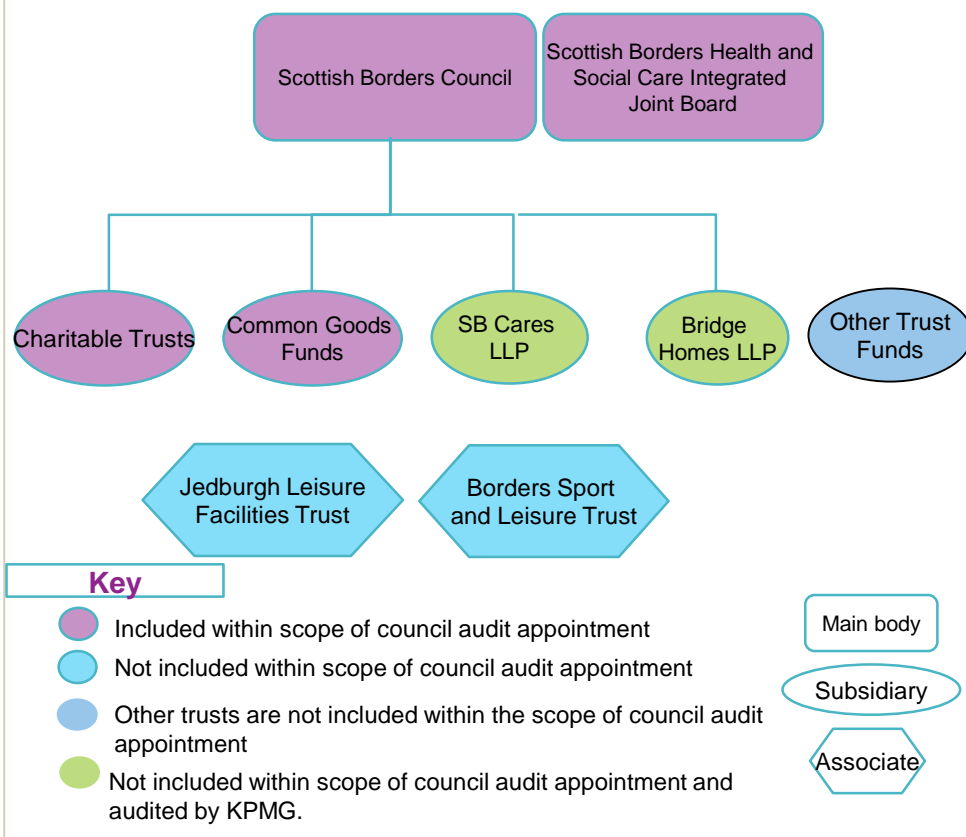 Scottish Borders Council
Scottish Borders Health and
Social Care Integrated
Joint Board
Charitable Trusts
Common Goods
Funds
SB Cares
LLP
Bridge
Homes LLP
Other Trust
Funds
Jedburgh Leisure
Facilities Trust
Borders Sport
and Leisure Trust
Key
Included within scope of council audit appointment
Not included within scope of council audit appointment
Other trusts are not included within the scope of council audit
appointment
Not included within scope of council audit appointment and
audited by KPMG.
Main body
Subsidiary
Associate